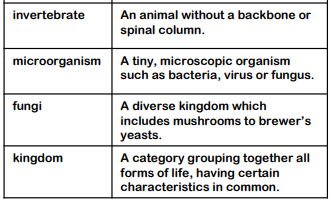 invertebrate An animal without a backbone or
spinal column.
microorganism A tiny, microscopic organism
such as bacteria, virus or fungus.
fungi A diverse kingdom which
includes mushrooms to brewer's
yeasts.
kingdom A category grouping together all
forms of life, having certain
characteristics in common.